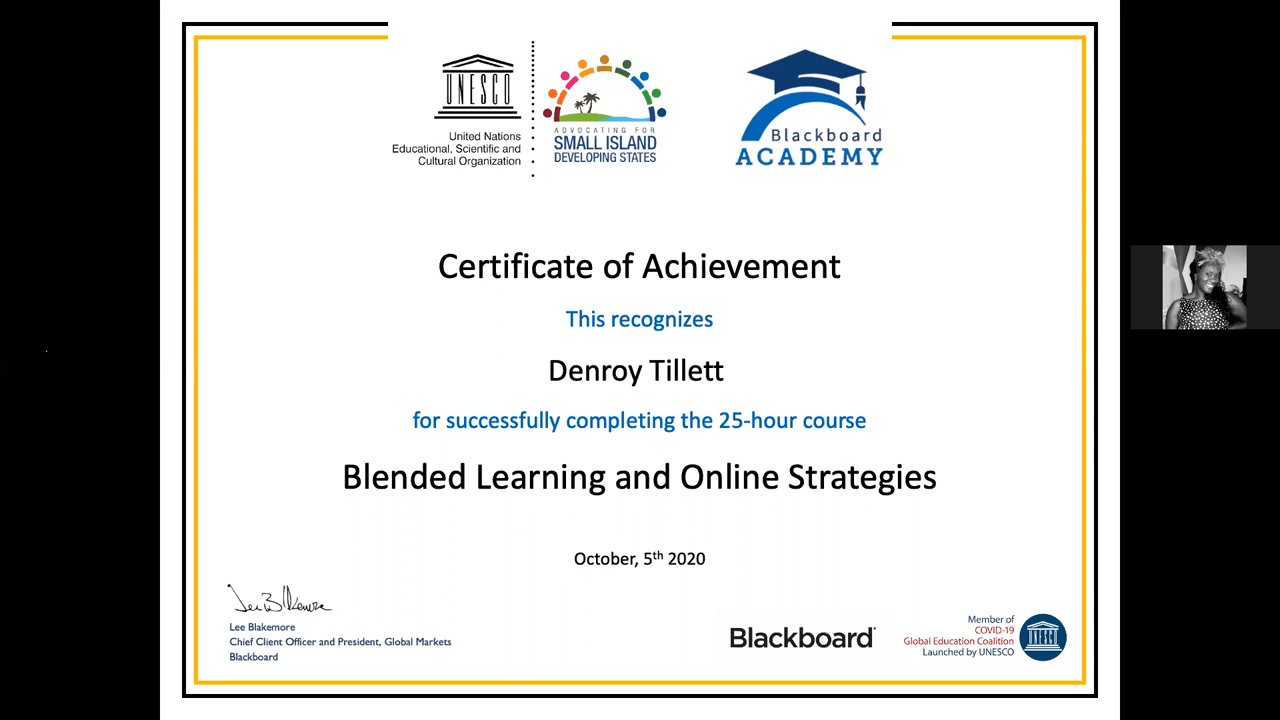 UNESCO
United Nations
Educational, Scientific and
Cultural Organization
ADVOCATING FOR
SMALL ISLAND
DEVELOPING STATES
Blackboard
ACADEMY
Certificate of Achievement
This recognizes
Denroy Tillett
for successfully completing the 25-hour course
Blended Learning and Online Strategies
October, 5th 2020
Lee Blakemore
Lee Blakemore
Chief Client Officer and President, Global Markets
Blackboard
Blackboard
Member of
COVID-19
Global Education Coalition
Launched by UNESCO
UNESCO